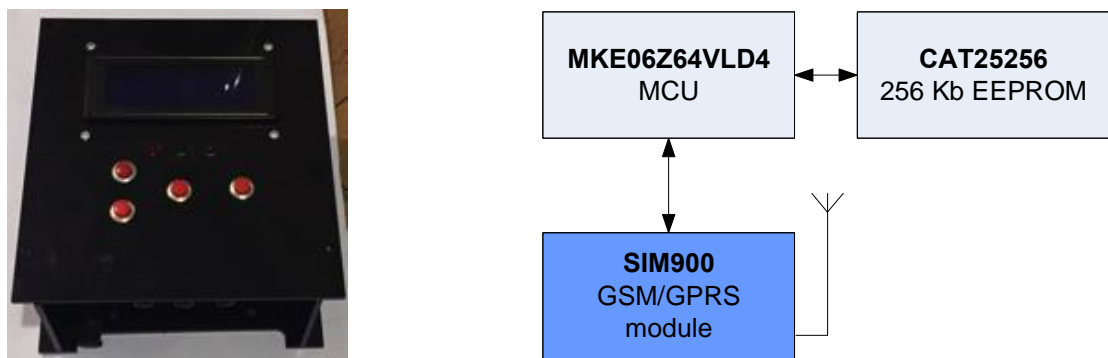 MKE06Z64VLD4
MCU
CAT25256
256 Kb EEPROM
SIM900
GSM/GPRS
module